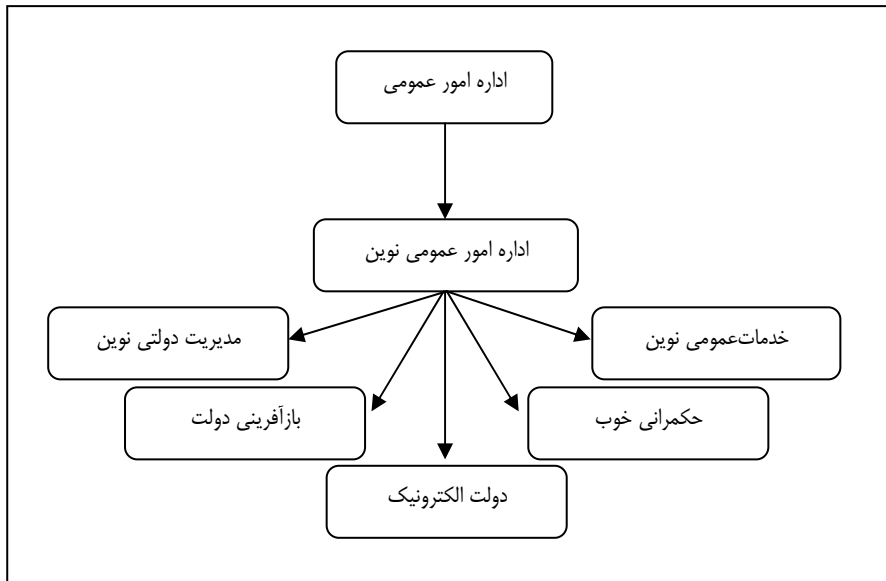 اداره امور عمومی
اداره امور عمومی نوین
خدمات‌عمومی نوین
مدیریت دولتی نوین
حکمرانی خوب
بازآفرینی دولت
دولت الکترونیک